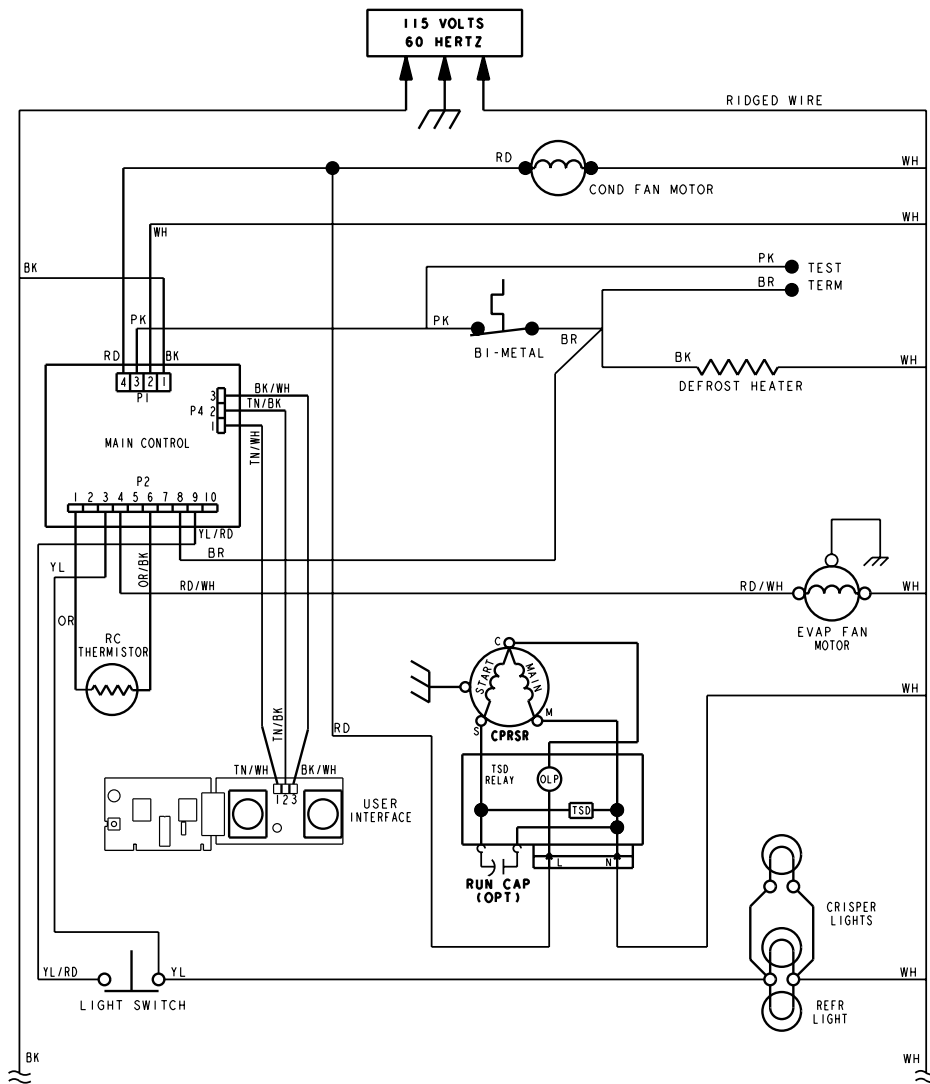 115 VOLTS
60 HERTZ
RIDGED WIRE
RD
WH
COND FAN MOTOR
WH
WH
BK
PK
TEST
BR
TERM
PK
PK
BR
BI-METAL
RD
BK
BK
WH
DEFROST HEATER
4 3 2 1
P1
BK/WH
3
TN/BK
P4 2
1
TN/WH
MAIN CONTROL
P2
1 2 3 4 5 6 7 8 9 10
YL/RD
BR
OR/BK
YL
RD/WH
RD/WH
WH
OR
EVAP FAN
MOTOR
RC
THERMISTOR
C
START
MAIN
WH
M
S
CPRSR
TN/BK
RD
TN/WH
BK/WH
TSD
RELAY
OLP
1 2 3
USER
INTERFACE
TSD
L
N
RUN CAP
(OPT)
CRISPER
LIGHTS
YL/RD
YL
WH
LIGHT SWITCH
REFR
LIGHT
BK
WH